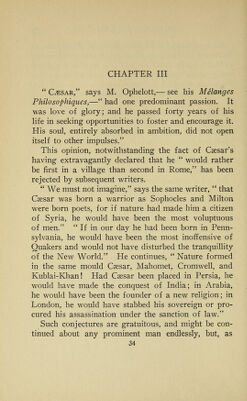 CHAPTER III
“ CÆSAR,” says M. Ophelott,— see his Mélanges
Philosophiques,—“ had one predominant passion. It
was love of glory; and he passed forty years of his
life in seeking opportunities to foster and encourage it.
His soul, entirely absorbed in ambition, did not open
itself to other impulses.”
This opinion, notwithstanding the fact of Cæsar’s
having extravagantly declared that he “ would rather
be first in a village than second in Rome,” has been
rejected by subsequent writers.
“ We must not imagine,” says the same writer, “ that
Cæsar was born a warrior as Sophocles and Milton
were born poets, for if nature had made him a citizen
of Syria, he would have been the most voluptuous
of men.” “ If in our day he had been born in Penn-
sylvania, he would have been the most inoffensive of
Quakers and would not have disturbed the tranquillity
of the New World.” He continues, “ Nature formed
in the same mould Cæsar, Mahomet, Cromwell, and
Kublai-Khan! Had Cæsar been placed in Persia, he
would have made the conquest of India; in Arabia,
he would have been the founder of a new religion; in
London, he would have stabbed his sovereign or pro-
cured his assassination under the sanction of law.”
Such conjectures are gratuitous, and might be con-
tinued about any prominent man endlessly, but, as
34